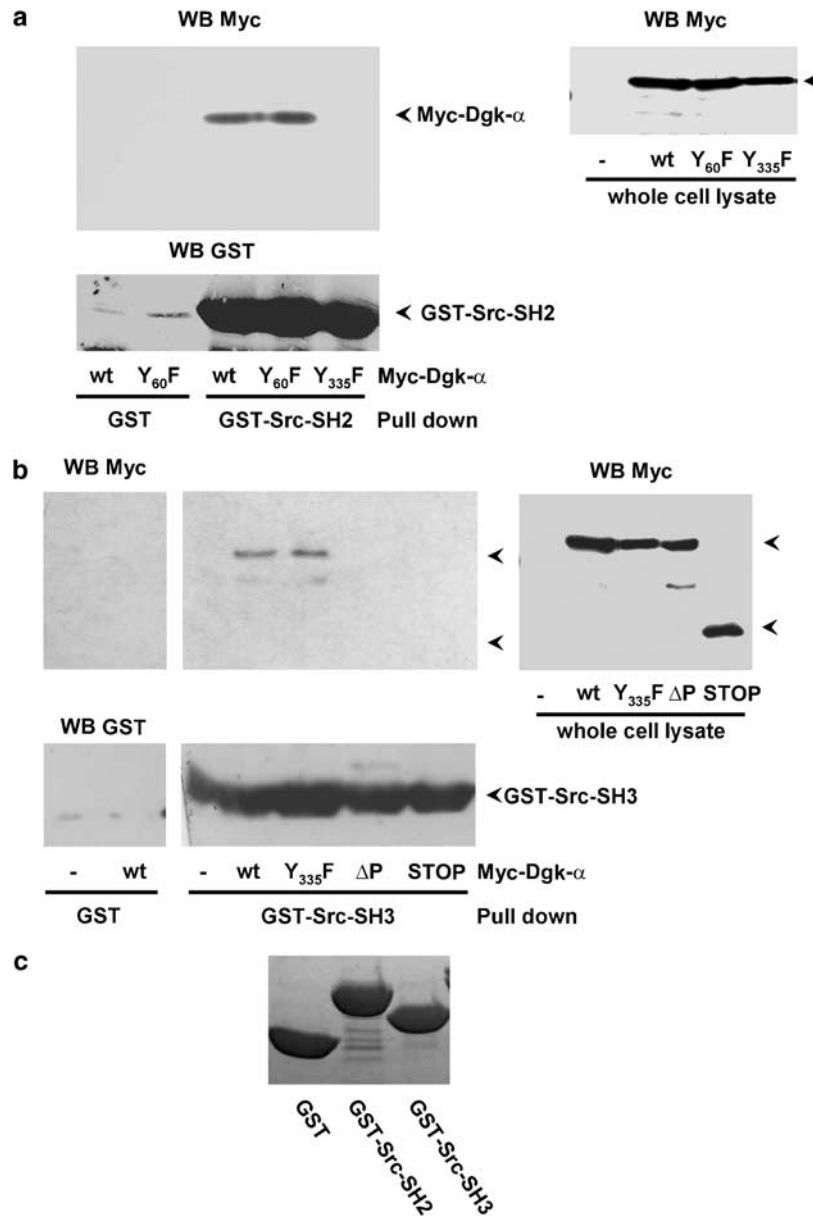 a
WB Myc
Myc-Dgk-α
WB GST
GST-Src-SH2
wt Y₆₀F wt Y₆₀F Y₃₃₅F Myc-Dgk-α
GST GST-Src-SH2 Pull down
WB Myc
- wt Y₆₀F Y₃₃₅F
whole cell lysate
b
WB Myc
WB Myc
- wt Y₃₃₅F ΔP STOP
whole cell lysate
WB GST
GST-Src-SH3
- wt - wt Y₃₃₅F ΔP STOP Myc-Dgk-α
GST GST-Src-SH3 Pull down
c
GST
GST-Src-SH2
GST-Src-SH3